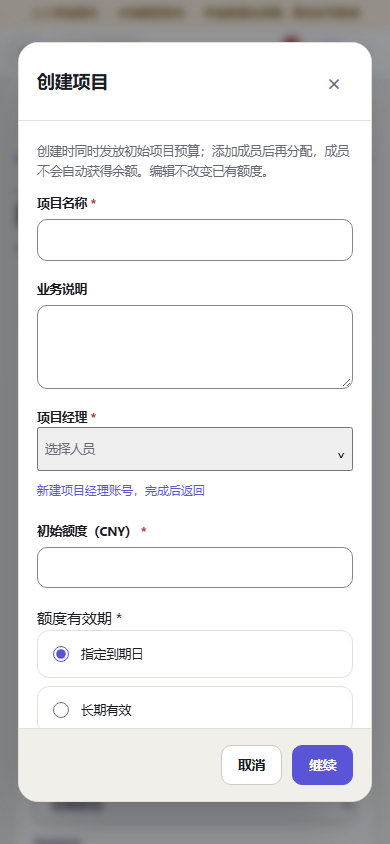 创建项目
×
创建时同时发放初始项目预算；添加成员后再分配，成员
不会自动获得余额。编辑不改变已有额度。
项目名称 *
业务说明
项目经理 *
选择人员
新建项目经理账号，完成后返回
初始额度（CNY） *
额度有效期 *
指定到期日
长期有效
取消
继续